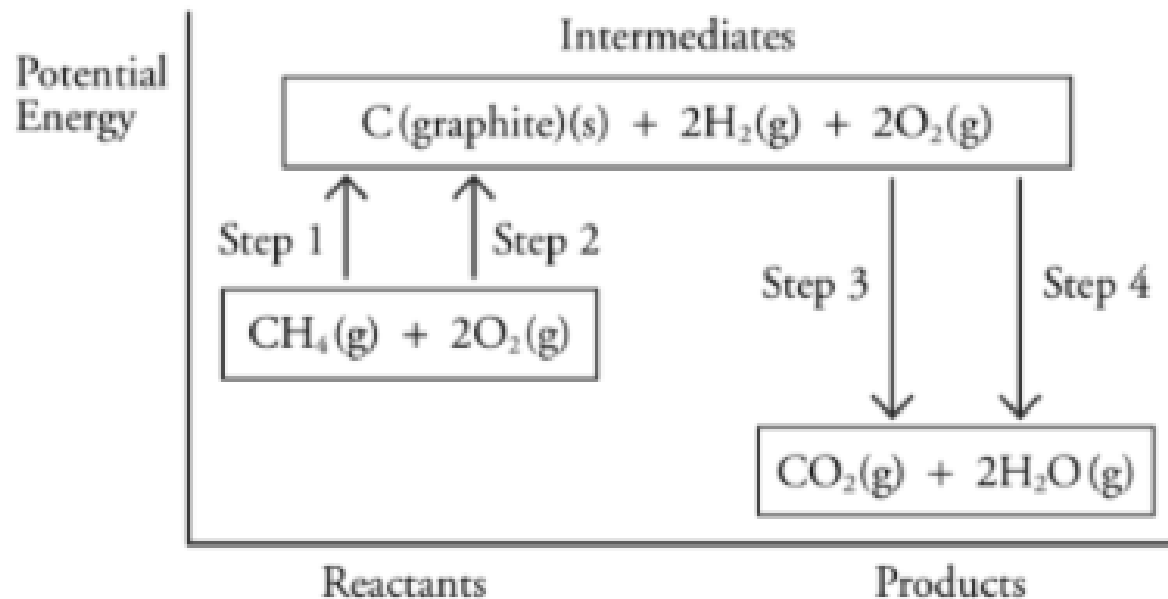 Potential
Energy
Intermediates
C(graphite)(s) + 2H₂(g) + 2O₂(g)
Step 1
Step 2
Step 3
Step 4
CH₄(g) + 2O₂(g)
CO₂(g) + 2H₂O(g)
Reactants
Products